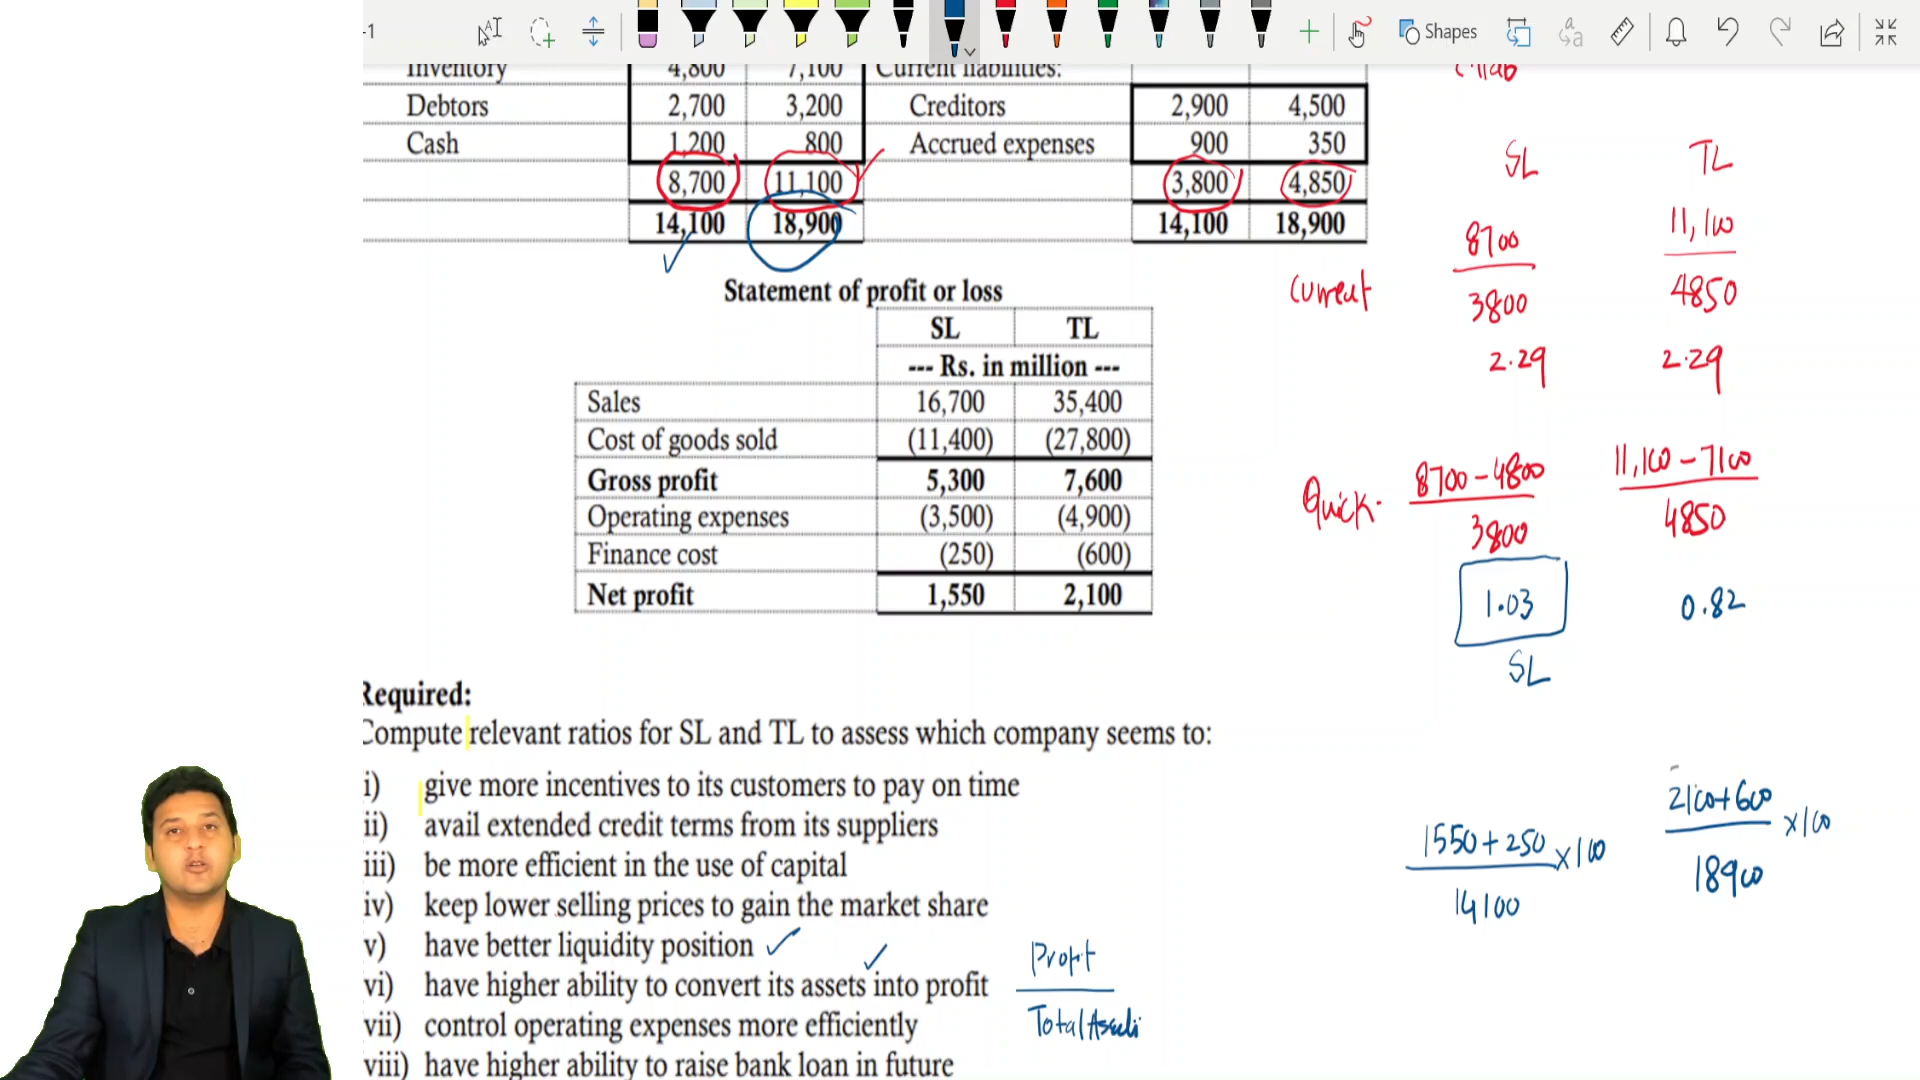 -1
Shapes
Inventory 4,800 7,100 Current liabilities:
Debtors 2,700 3,200 Creditors 2,900 4,500
Cash 1,200 800 Accrued expenses 900 350
8,700 11,100 3,800 4,850
14,100 18,900 14,100 18,900
Statement of profit or loss
SL TL
--- Rs. in million ---
Sales 16,700 35,400
Cost of goods sold (11,400) (27,800)
Gross profit 5,300 7,600
Operating expenses (3,500) (4,900)
Finance cost (250) (600)
Net profit 1,550 2,100
Required:
Compute relevant ratios for SL and TL to assess which company seems to:
i) give more incentives to its customers to pay on time
ii) avail extended credit terms from its suppliers
iii) be more efficient in the use of capital
iv) keep lower selling prices to gain the market share
v) have better liquidity position
vi) have higher ability to convert its assets into profit
vii) control operating expenses more efficiently
viii) have higher ability to raise bank loan in future
Profit
Total Assets
SL TL
8700 11,100
Current 3800 4850
2.29 2.29
Quick. 8700-4800 11,100-7100
3800 4850
1.03 0.82
SL
1550+250 x100 2100+600 x100
14100 18900